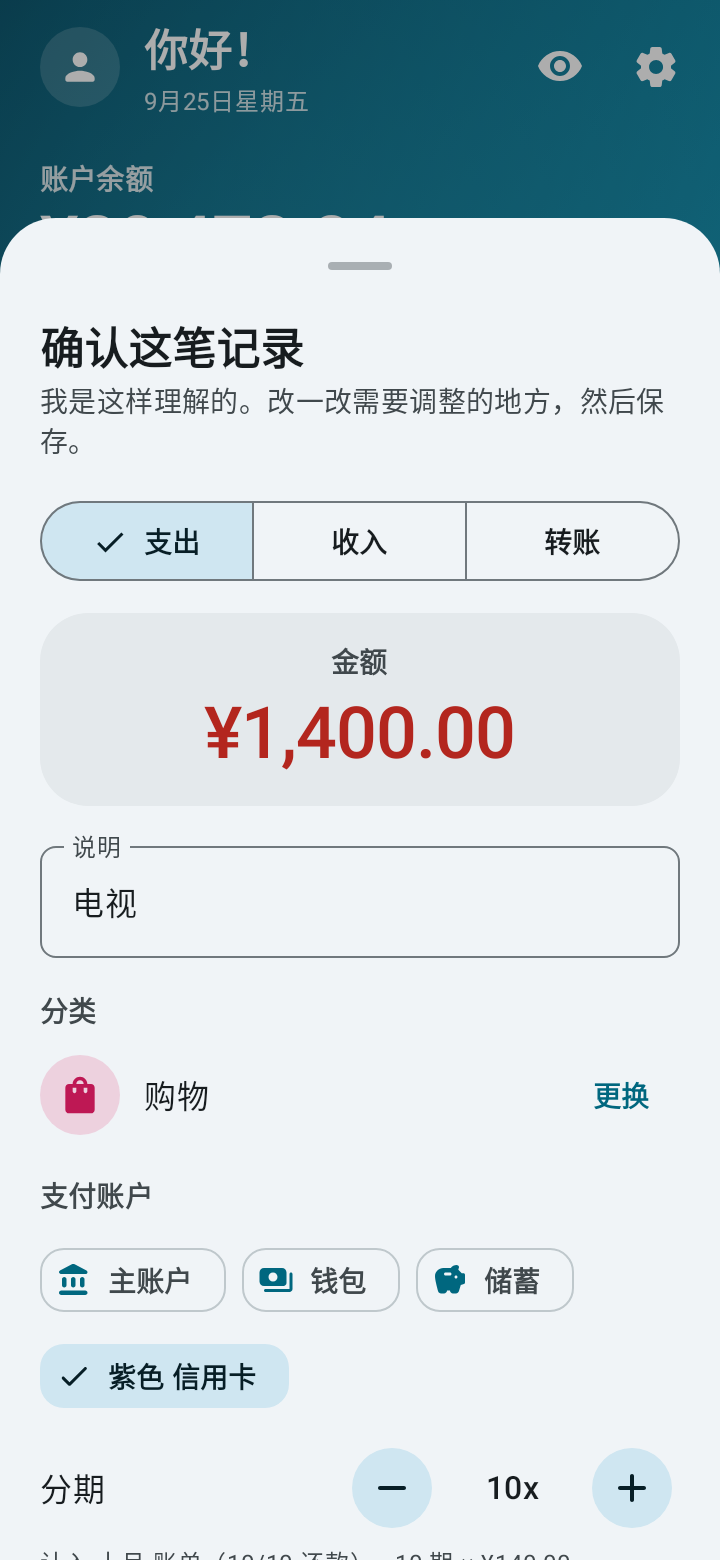 你好！
9月25日星期五
账户余额
确认这笔记录
我是这样理解的。改一改需要调整的地方，然后保
存。
支出
收入
转账
金额
¥1,400.00
说明
电视
分类
购物
更换
支付账户
主账户
钱包
储蓄
紫色 信用卡
分期
10x